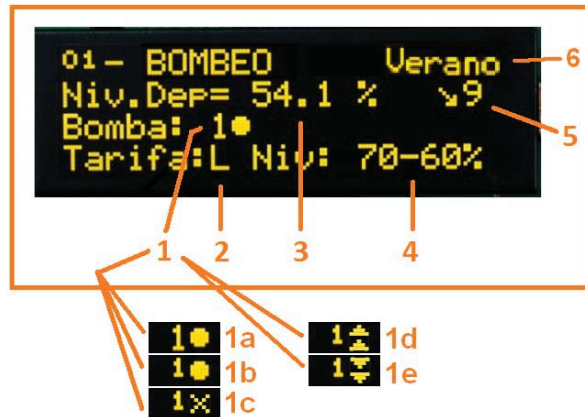 01- BOMBEO Verano
Niv.Dep= 54.1 % ↘9
Bomba: 1●
Tarifa:L Niv: 70-60%
6
5
1 2 3 4
1● 1a
1● 1b
1x 1c
1 1d
1 1e